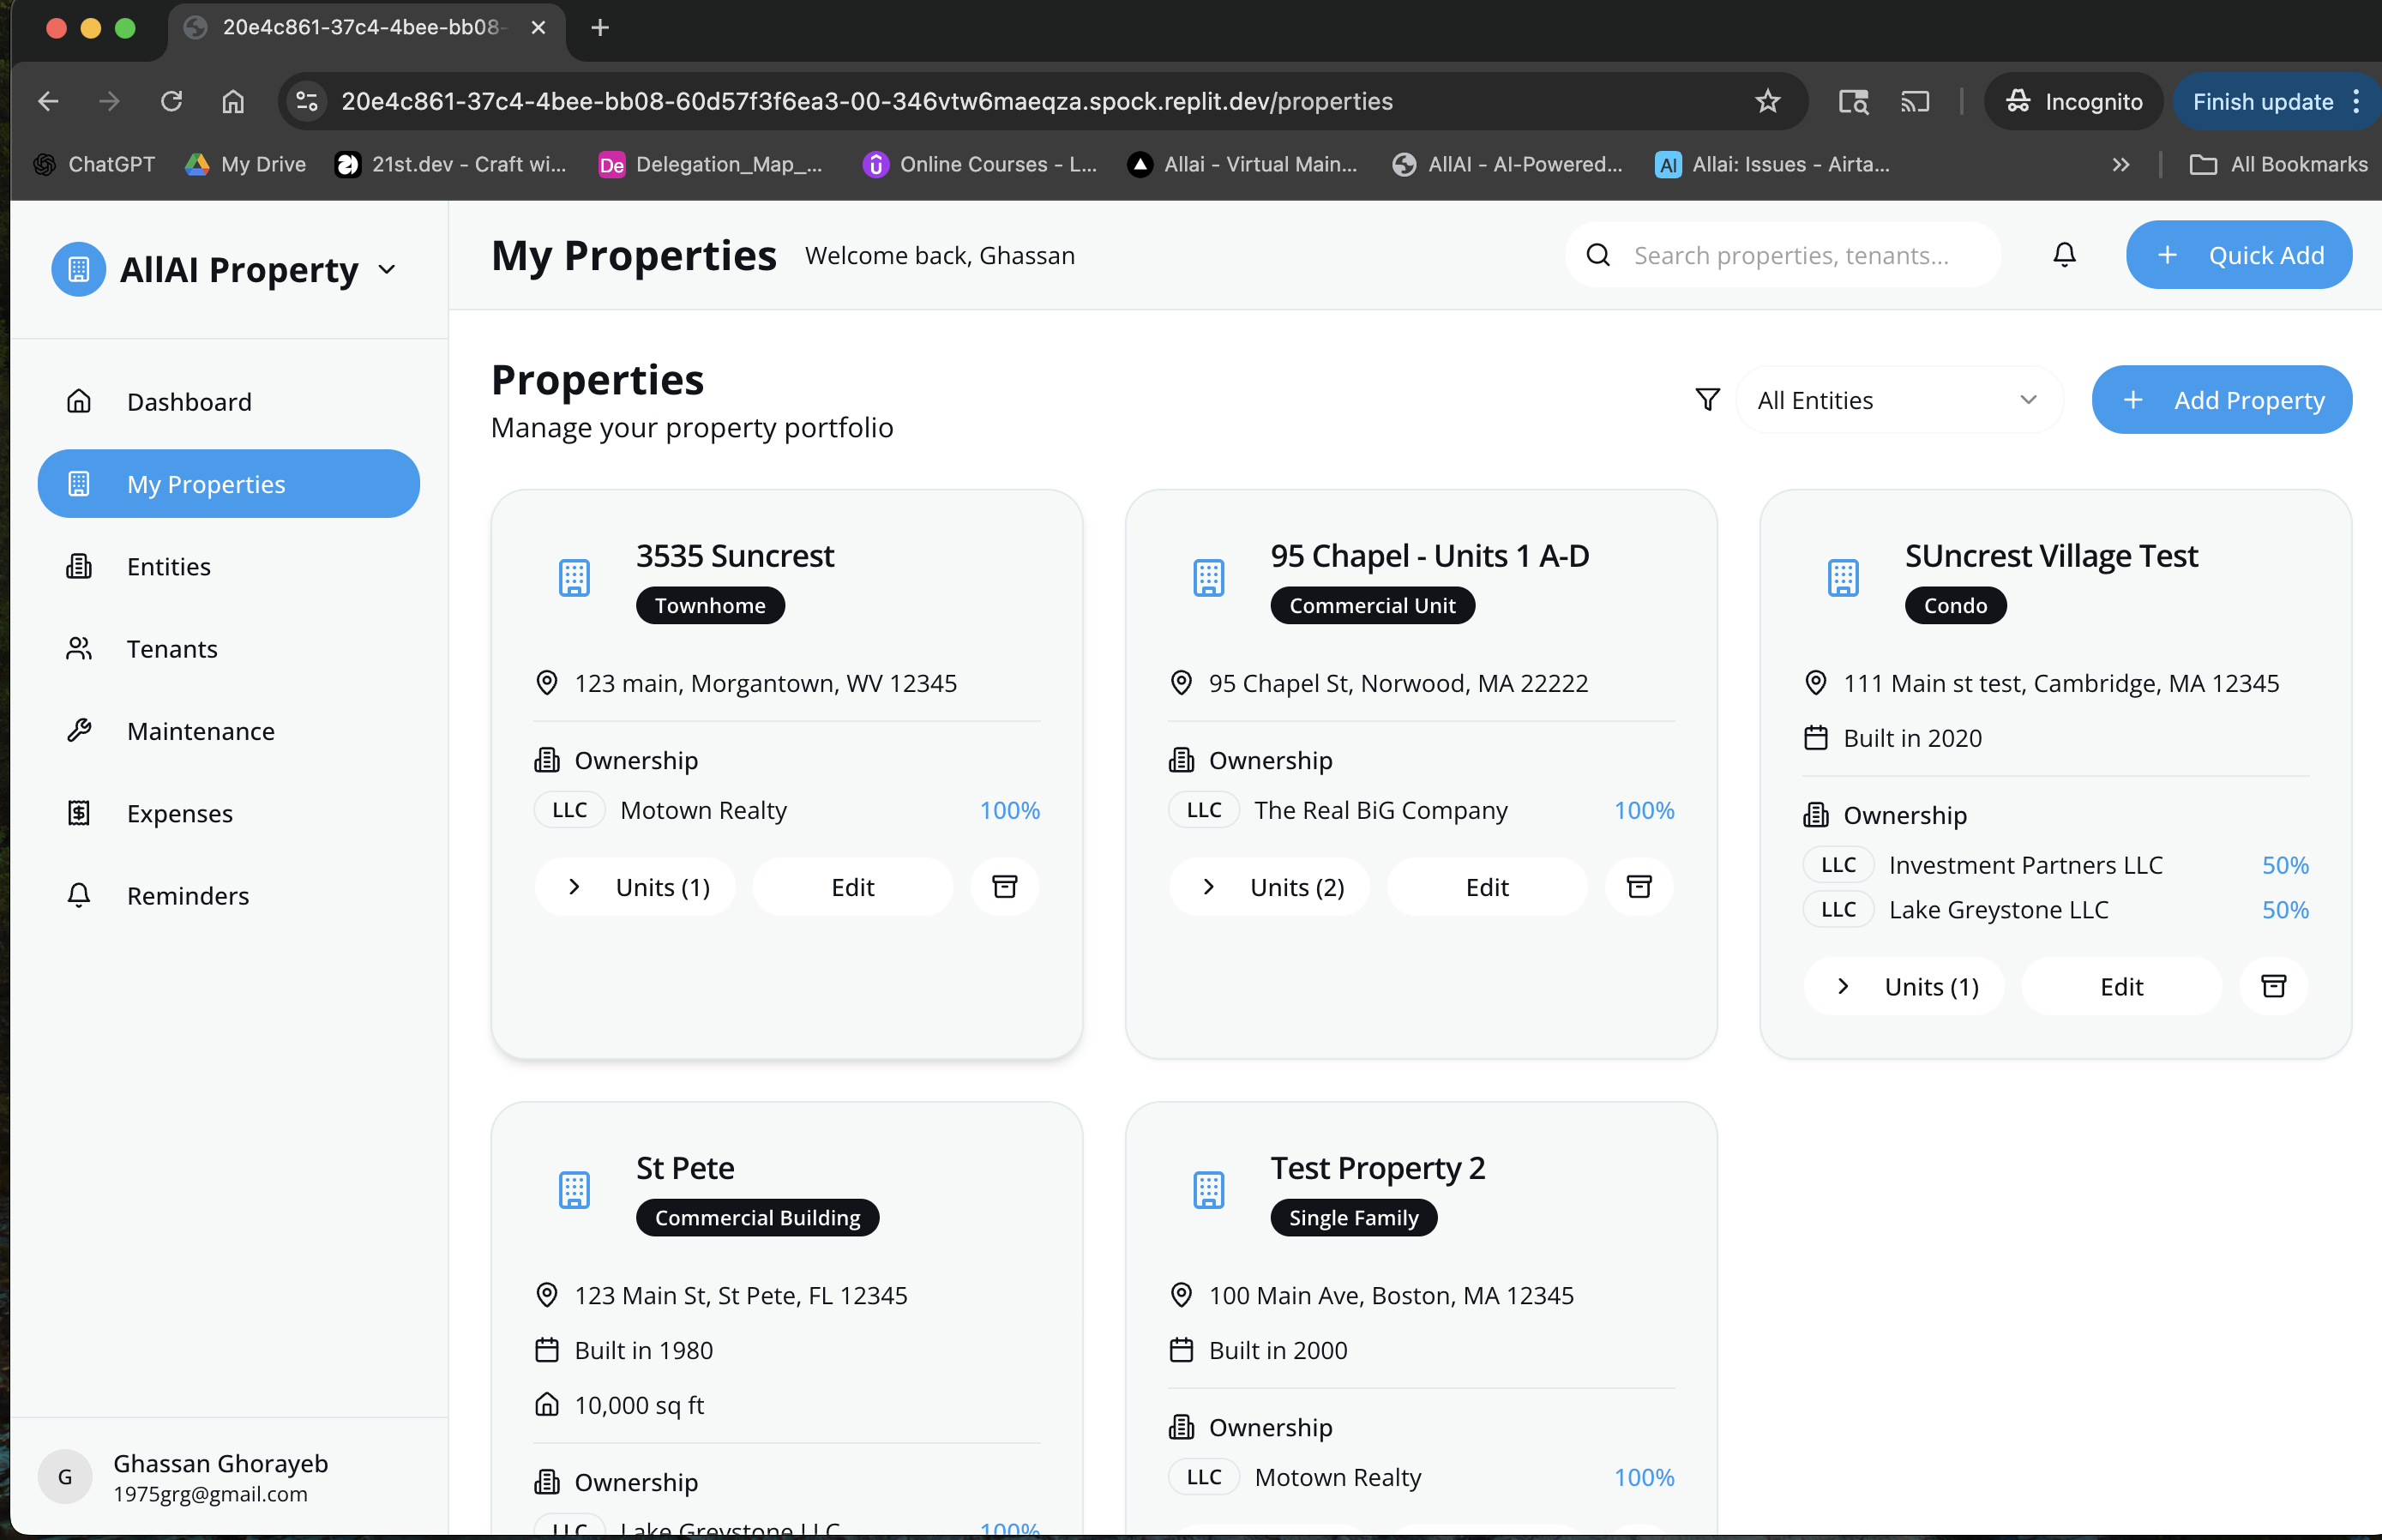 20e4c861-37c4-4bee-bb08-
20e4c861-37c4-4bee-bb08-60d57f3f6ea3-00-346vtw6maeqza.spock.replit.dev/properties
Incognito
Finish update
ChatGPT
My Drive
21st.dev - Craft wi...
De
Delegation_Map_...
Online Courses - L...
Allai - Virtual Main...
AllAI - AI-Powered...
AI
Allai: Issues - Airta...
All Bookmarks
AllAI Property
My Properties
Welcome back, Ghassan
Search properties, tenants...
Quick Add
Dashboard
My Properties
Entities
Tenants
Maintenance
Expenses
Reminders
G
Ghassan Ghorayeb
1975grg@gmail.com
Properties
Manage your property portfolio
All Entities
Add Property
3535 Suncrest
Townhome
123 main, Morgantown, WV 12345
Ownership
LLC Motown Realty 100%
Units (1)
Edit
95 Chapel - Units 1 A-D
Commercial Unit
95 Chapel St, Norwood, MA 22222
Ownership
LLC The Real BiG Company 100%
Units (2)
Edit
SUncrest Village Test
Condo
111 Main st test, Cambridge, MA 12345
Built in 2020
Ownership
LLC Investment Partners LLC 50%
LLC Lake Greystone LLC 50%
Units (1)
Edit
St Pete
Commercial Building
123 Main St, St Pete, FL 12345
Built in 1980
10,000 sq ft
Ownership
LLC Lake Greystone LLC 100%
Test Property 2
Single Family
100 Main Ave, Boston, MA 12345
Built in 2000
Ownership
LLC Motown Realty 100%